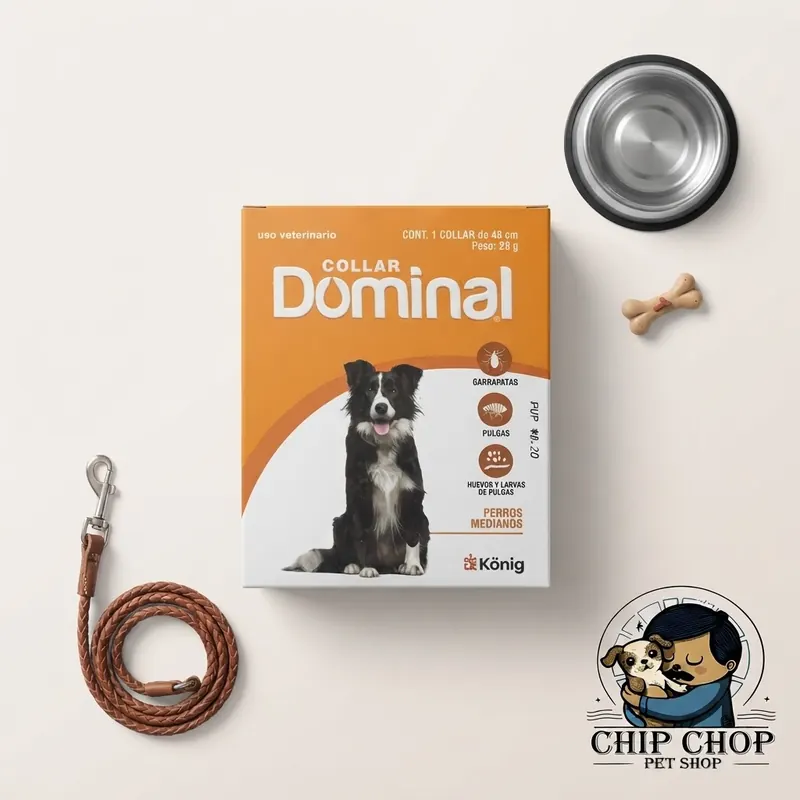 uso veterinario
CONT. 1 COLLAR de 48 cm
Peso: 28 g
COLLAR
Dominal
GARRAPATAS
PULGAS
HUEVOS Y LARVAS
DE PULGAS
PERROS
MEDIANOS
König
CHIP CHOP
PET SHOP